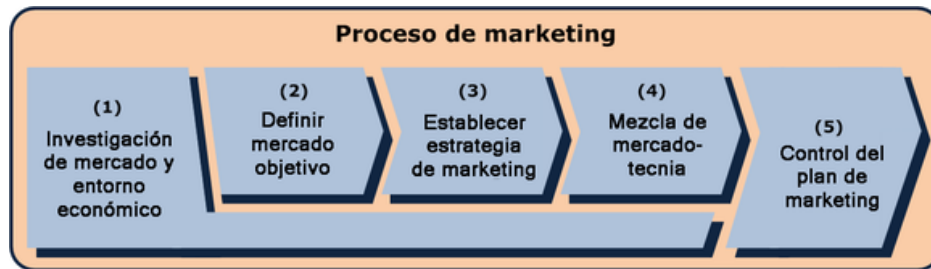 Proceso de marketing
(1)
Investigación
de mercado y
entorno
económico
(2)
Definir
mercado
objetivo
(3)
Establecer
estrategia
de marketing
(4)
Mezcla de
mercado-
tecnia
(5)
Control del
plan de
marketing